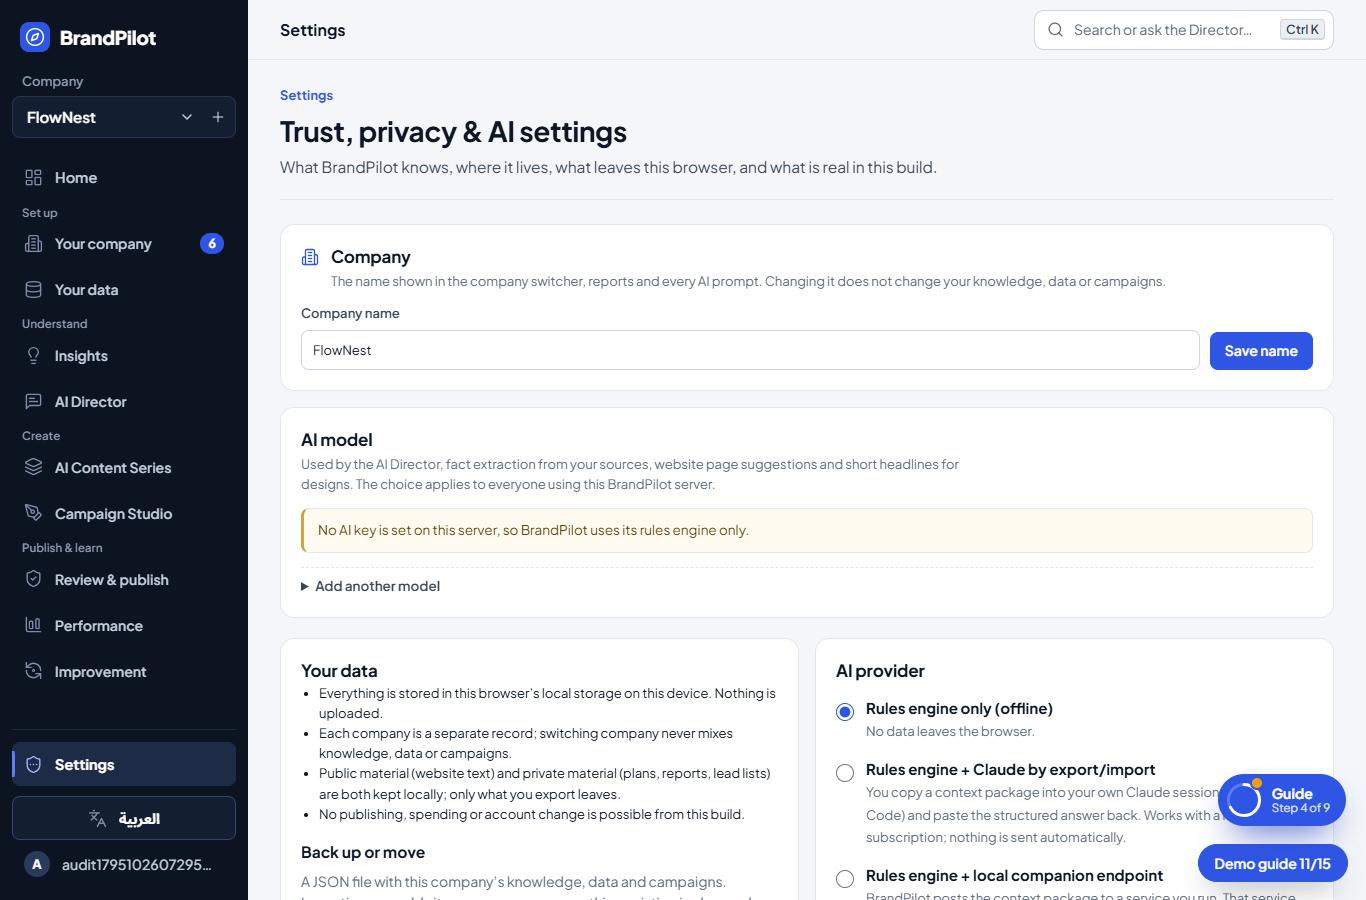 BrandPilot
Company
FlowNest
Home
Set up
Your company
6
Your data
Understand
Insights
AI Director
Create
AI Content Series
Campaign Studio
Publish & learn
Review & publish
Performance
Improvement
Settings
العربية
A
audit1795102607295…
Settings
Search or ask the Director…
Ctrl K
Settings
Trust, privacy & AI settings
What BrandPilot knows, where it lives, what leaves this browser, and what is real in this build.
Company
The name shown in the company switcher, reports and every AI prompt. Changing it does not change your knowledge, data or campaigns.
Company name
FlowNest
Save name
AI model
Used by the AI Director, fact extraction from your sources, website page suggestions and short headlines for
designs. The choice applies to everyone using this BrandPilot server.
No AI key is set on this server, so BrandPilot uses its rules engine only.
Add another model
Your data
Everything is stored in this browser's local storage on this device. Nothing is
uploaded.
Each company is a separate record; switching company never mixes
knowledge, data or campaigns.
Public material (website text) and private material (plans, reports, lead lists)
are both kept locally; only what you export leaves.
No publishing, spending or account change is possible from this build.
Back up or move
A JSON file with this company's knowledge, data and campaigns.
AI provider
Rules engine only (offline)
No data leaves the browser.
Rules engine + Claude by export/import
You copy a context package into your own Claude session
Code) and paste the structured answer back. Works with a
subscription; nothing is sent automatically.
Rules engine + local companion endpoint
BrandPilot posts the context package to a service you run. That service
Guide
Step 4 of 9
Demo guide 11/15